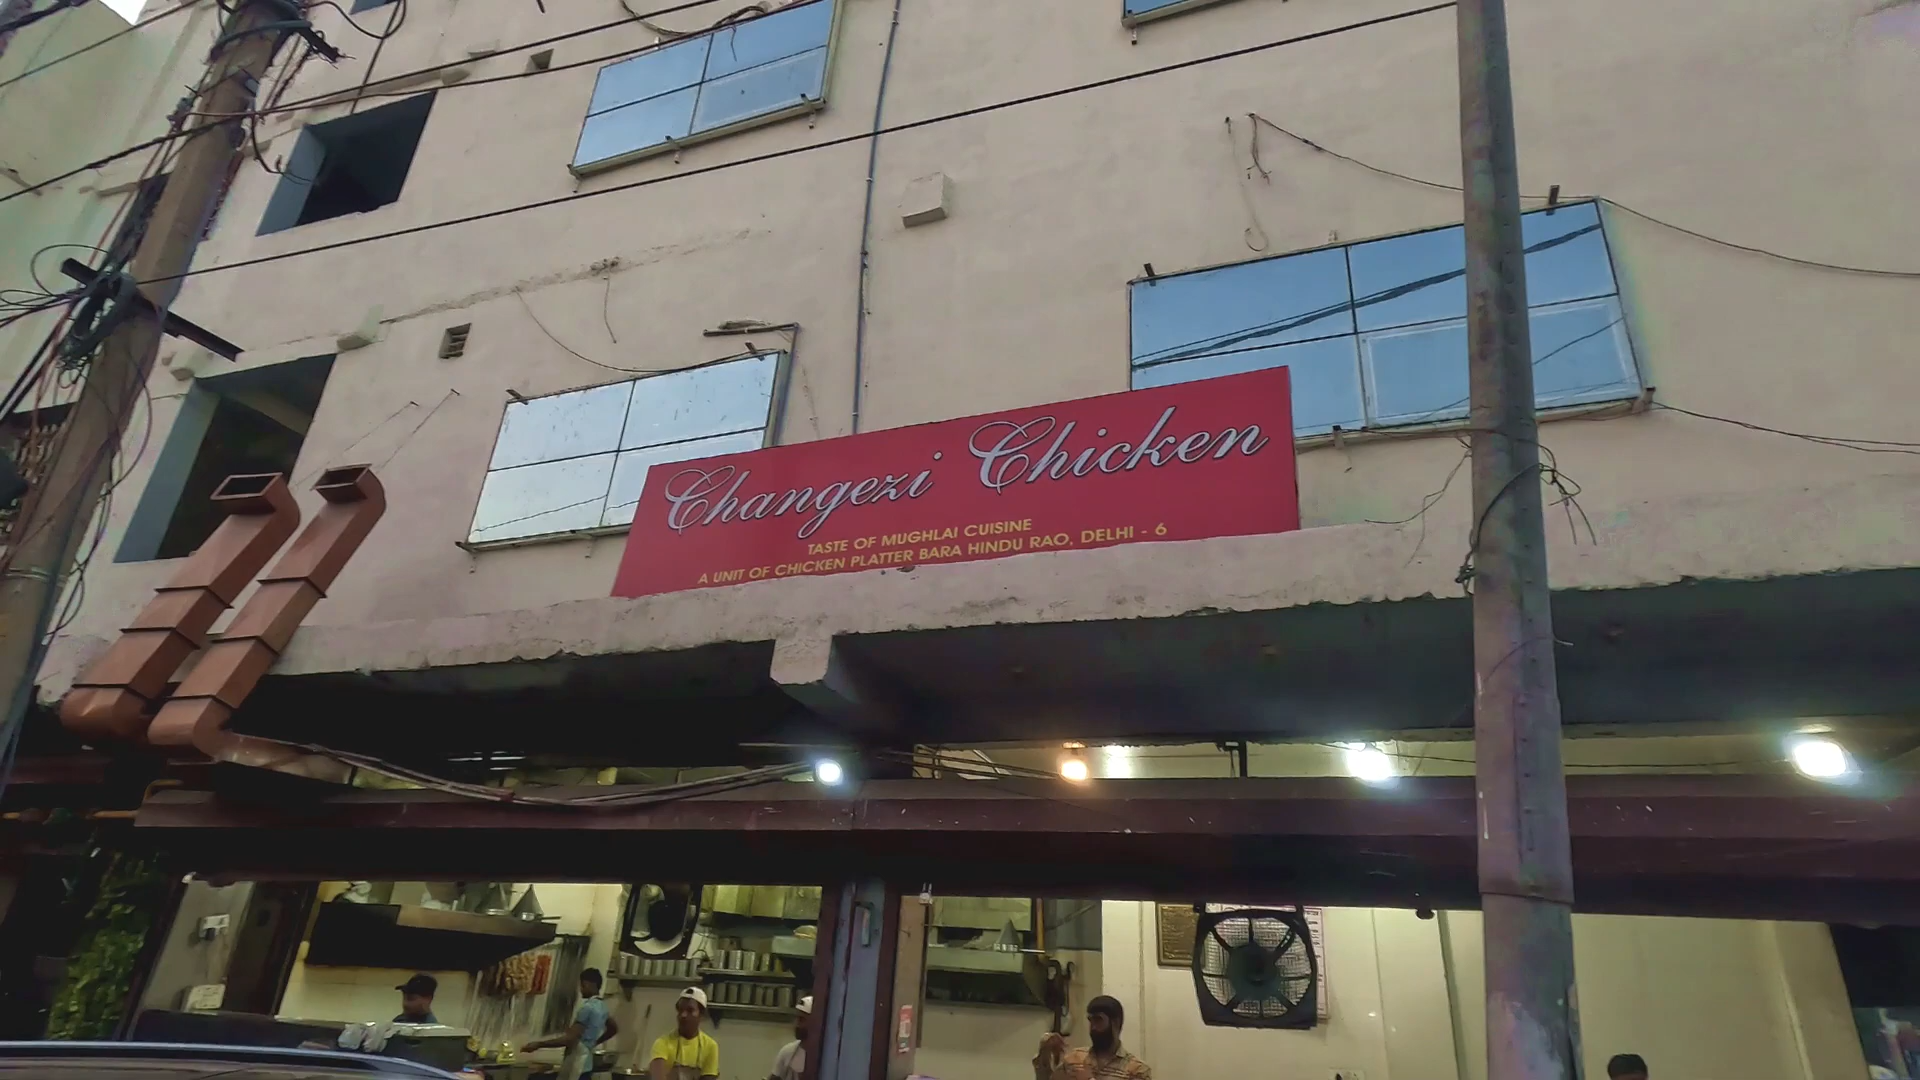 Changezi Chicken
TASTE OF MUGHLAI CUISINE
A UNIT OF CHICKEN PLATTER BARA HINDU RAO, DELHI - 6